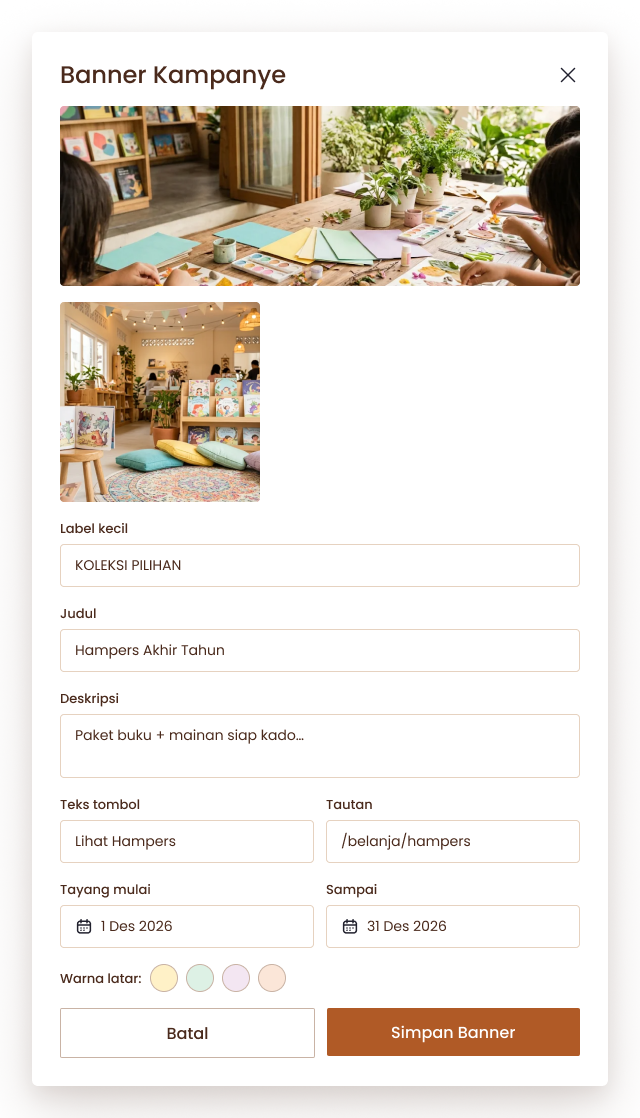 Banner Kampanye
Label kecil
KOLEKSI PILIHAN
Judul
Hampers Akhir Tahun
Deskripsi
Paket buku + mainan siap kado...
Teks tombol
Tautan
Lihat Hampers
/belanja/hampers
Tayang mulai
Sampai
1 Des 2026
31 Des 2026
Warna latar:
Batal
Simpan Banner